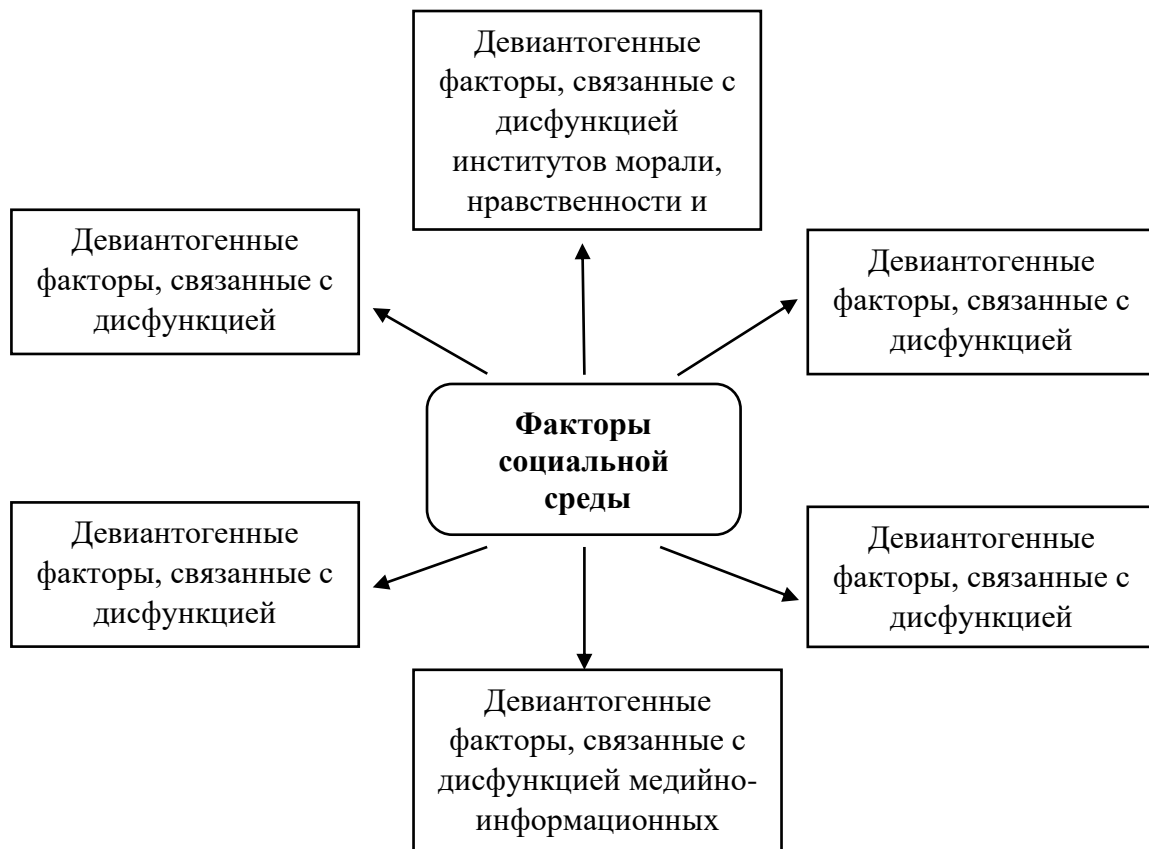 Девиантогенные
факторы, связанные с
дисфункцией
институтов морали,
нравственности и
Девиантогенные
факторы, связанные с
дисфункцией
Девиантогенные
факторы, связанные с
дисфункцией
Факторы
социальной
среды
Девиантогенные
факторы, связанные с
дисфункцией
Девиантогенные
факторы, связанные с
дисфункцией
Девиантогенные
факторы, связанные с
дисфункцией медийно-
информационных